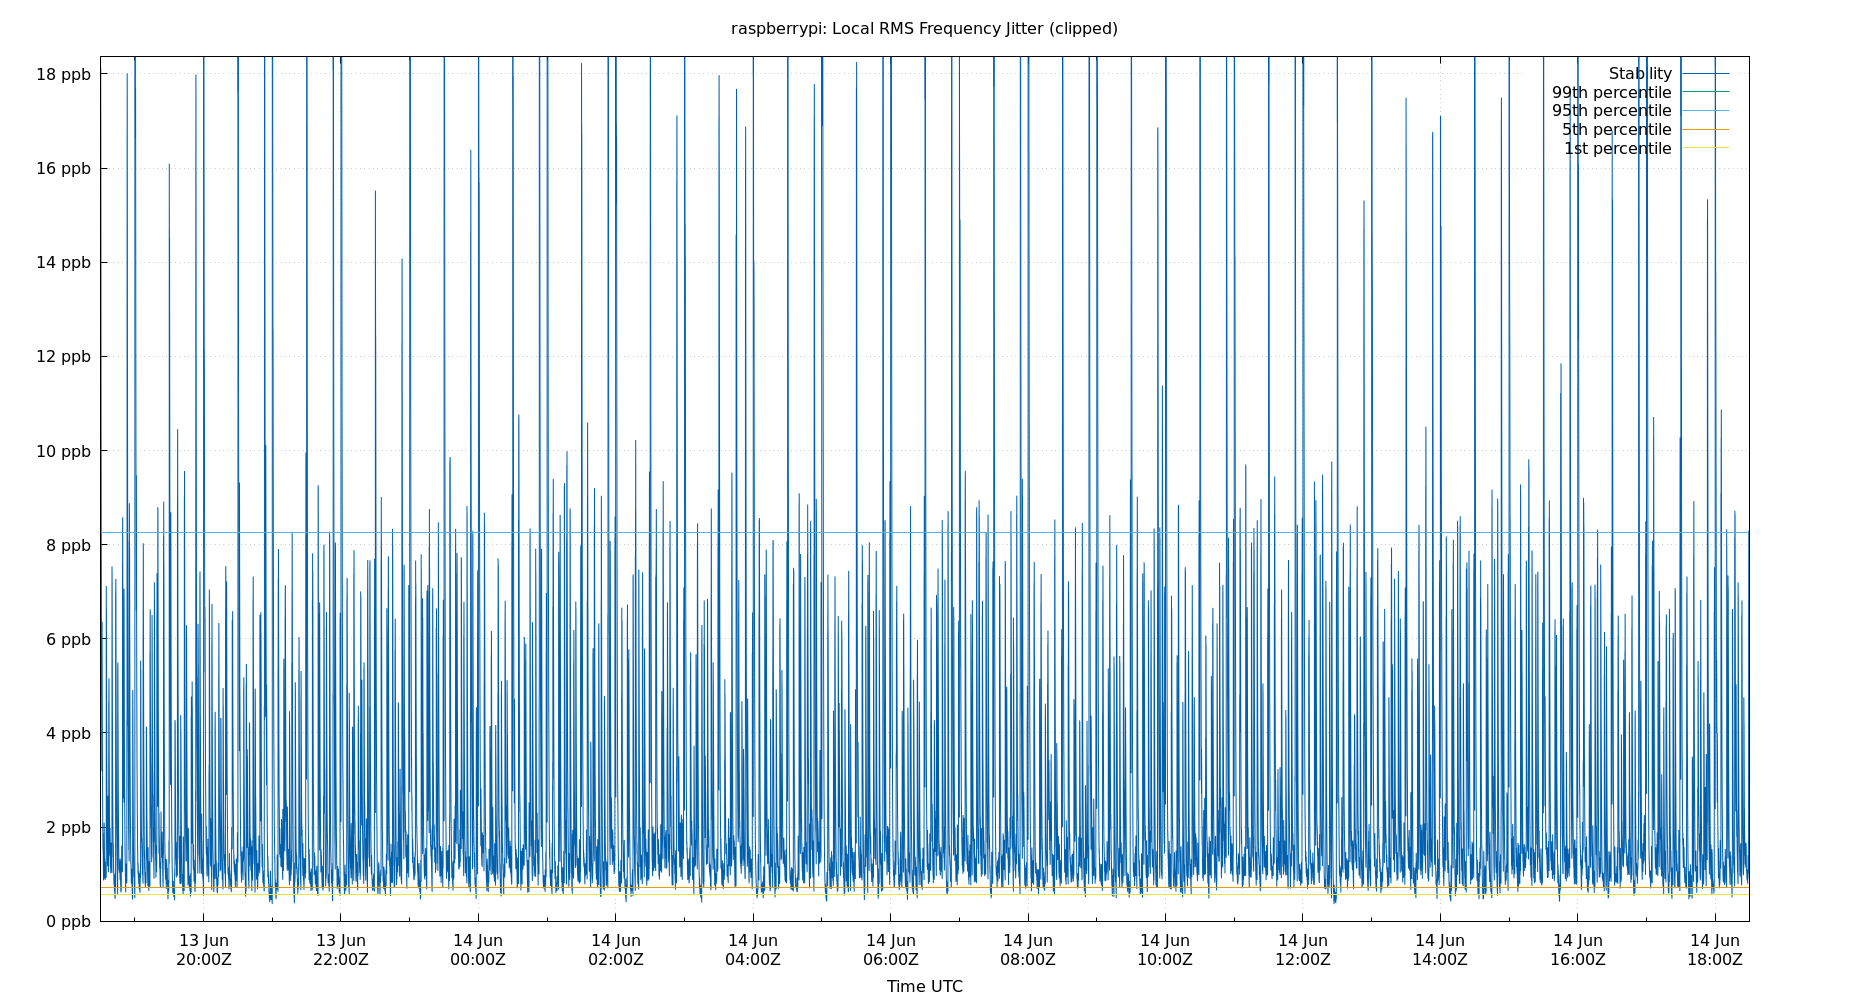 raspberrypi: Local RMS Frequency Jitter (clipped)
18 ppb
16 ppb
14 ppb
12 ppb
10 ppb
8 ppb
6 ppb
4 ppb
2 ppb
0 ppb
Stability
99th percentile
95th percentile
5th percentile
1st percentile
13 Jun 13 Jun 14 Jun 14 Jun 14 Jun 14 Jun 14 Jun 14 Jun 14 Jun 14 Jun 14 Jun 14 Jun
20:00Z 22:00Z 00:00Z 02:00Z 04:00Z 06:00Z 08:00Z 10:00Z 12:00Z 14:00Z 16:00Z 18:00Z
Time UTC